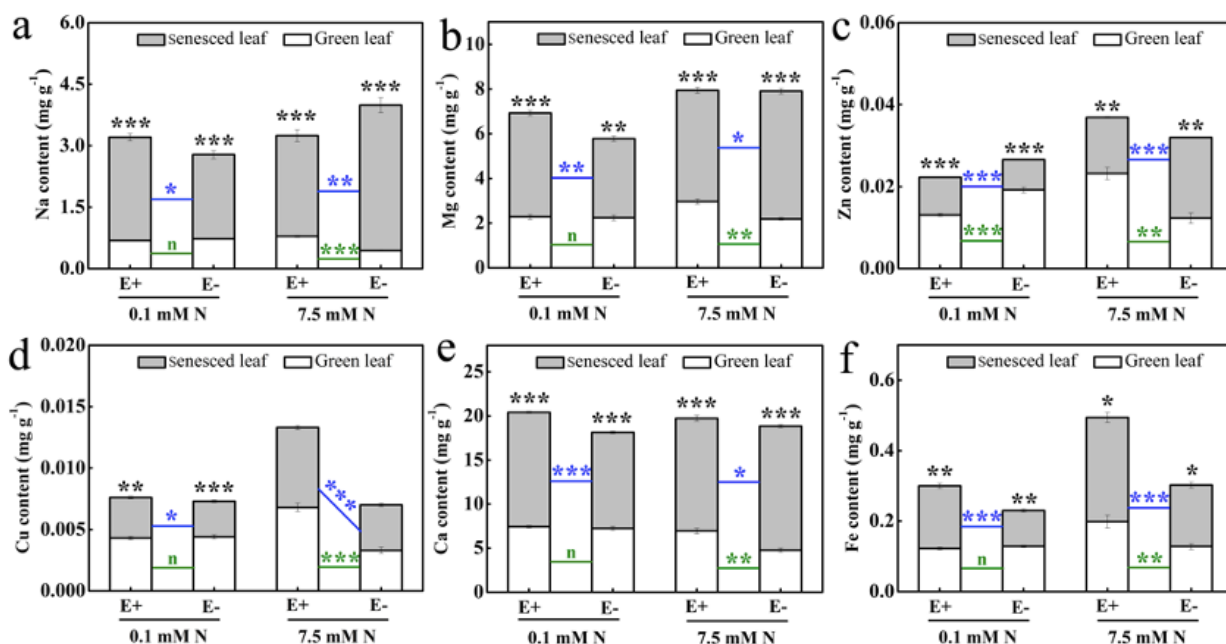 a
Na content (mg g-1)
6.0
4.5
3.0
1.5
0.0
Senesced leaf Green leaf
*** *** *** ***
* **
n ***
E+ E- E+ E-
0.1 mM N 7.5 mM N
b
Mg content (mg g-1)
10
8
6
4
2
0
Senesced leaf Green leaf
*** ** *** ***
** *
n **
E+ E- E+ E-
0.1 mM N 7.5 mM N
c
Zn content (mg g-1)
0.06
0.04
0.02
0.00
Senesced leaf Green leaf
*** *** ** **
*** ***
*** **
E+ E- E+ E-
0.1 mM N 7.5 mM N
d
Cu content (mg g-1)
0.020
0.015
0.010
0.005
0.000
Senesced leaf Green leaf
** ***
* ***
n ***
E+ E- E+ E-
0.1 mM N 7.5 mM N
e
Ca content (mg g-1)
25
20
15
10
5
0
Senesced leaf Green leaf
*** *** *** ***
*** *
n **
E+ E- E+ E-
0.1 mM N 7.5 mM N
f
Fe content (mg g-1)
0.6
0.4
0.2
0.0
Senesced leaf Green leaf
** ** * *
*** ***
n **
E+ E- E+ E-
0.1 mM N 7.5 mM N